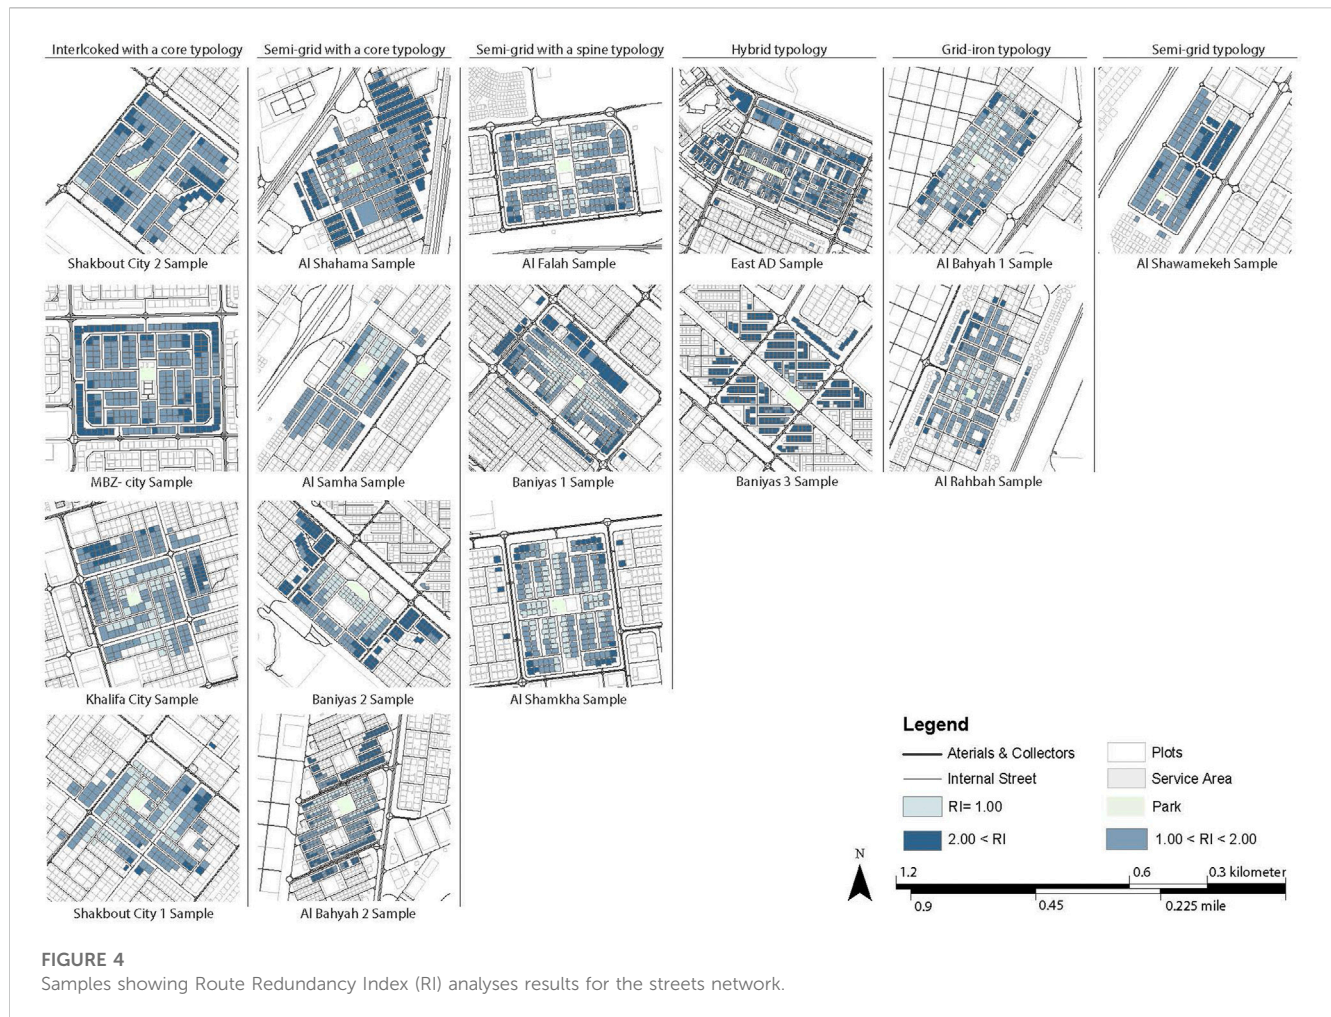 Interlcoked with a core typology
Semi-grid with a core typology
Semi-grid with a spine typology
Hybrid typology
Grid-iron typology
Semi-grid typology
Shakbout City 2 Sample
Al Shahama Sample
Al Falah Sample
East AD Sample
Al Bahyah 1 Sample
Al Shawamekeh Sample
MBZ- city Sample
Al Samha Sample
Baniyas 1 Sample
Baniyas 3 Sample
Al Rahbah Sample
Khalifa City Sample
Baniyas 2 Sample
Al Shamkha Sample
Shakbout City 1 Sample
Al Bahyah 2 Sample
Legend
Aterials & Collectors
Plots
Internal Street
Service Area
RI= 1.00
Park
2.00 < RI
1.00 < RI < 2.00
N
1.2 0.6 0.3 kilometer
0.9 0.45 0.225 mile
FIGURE 4
Samples showing Route Redundancy Index (RI) analyses results for the streets network.